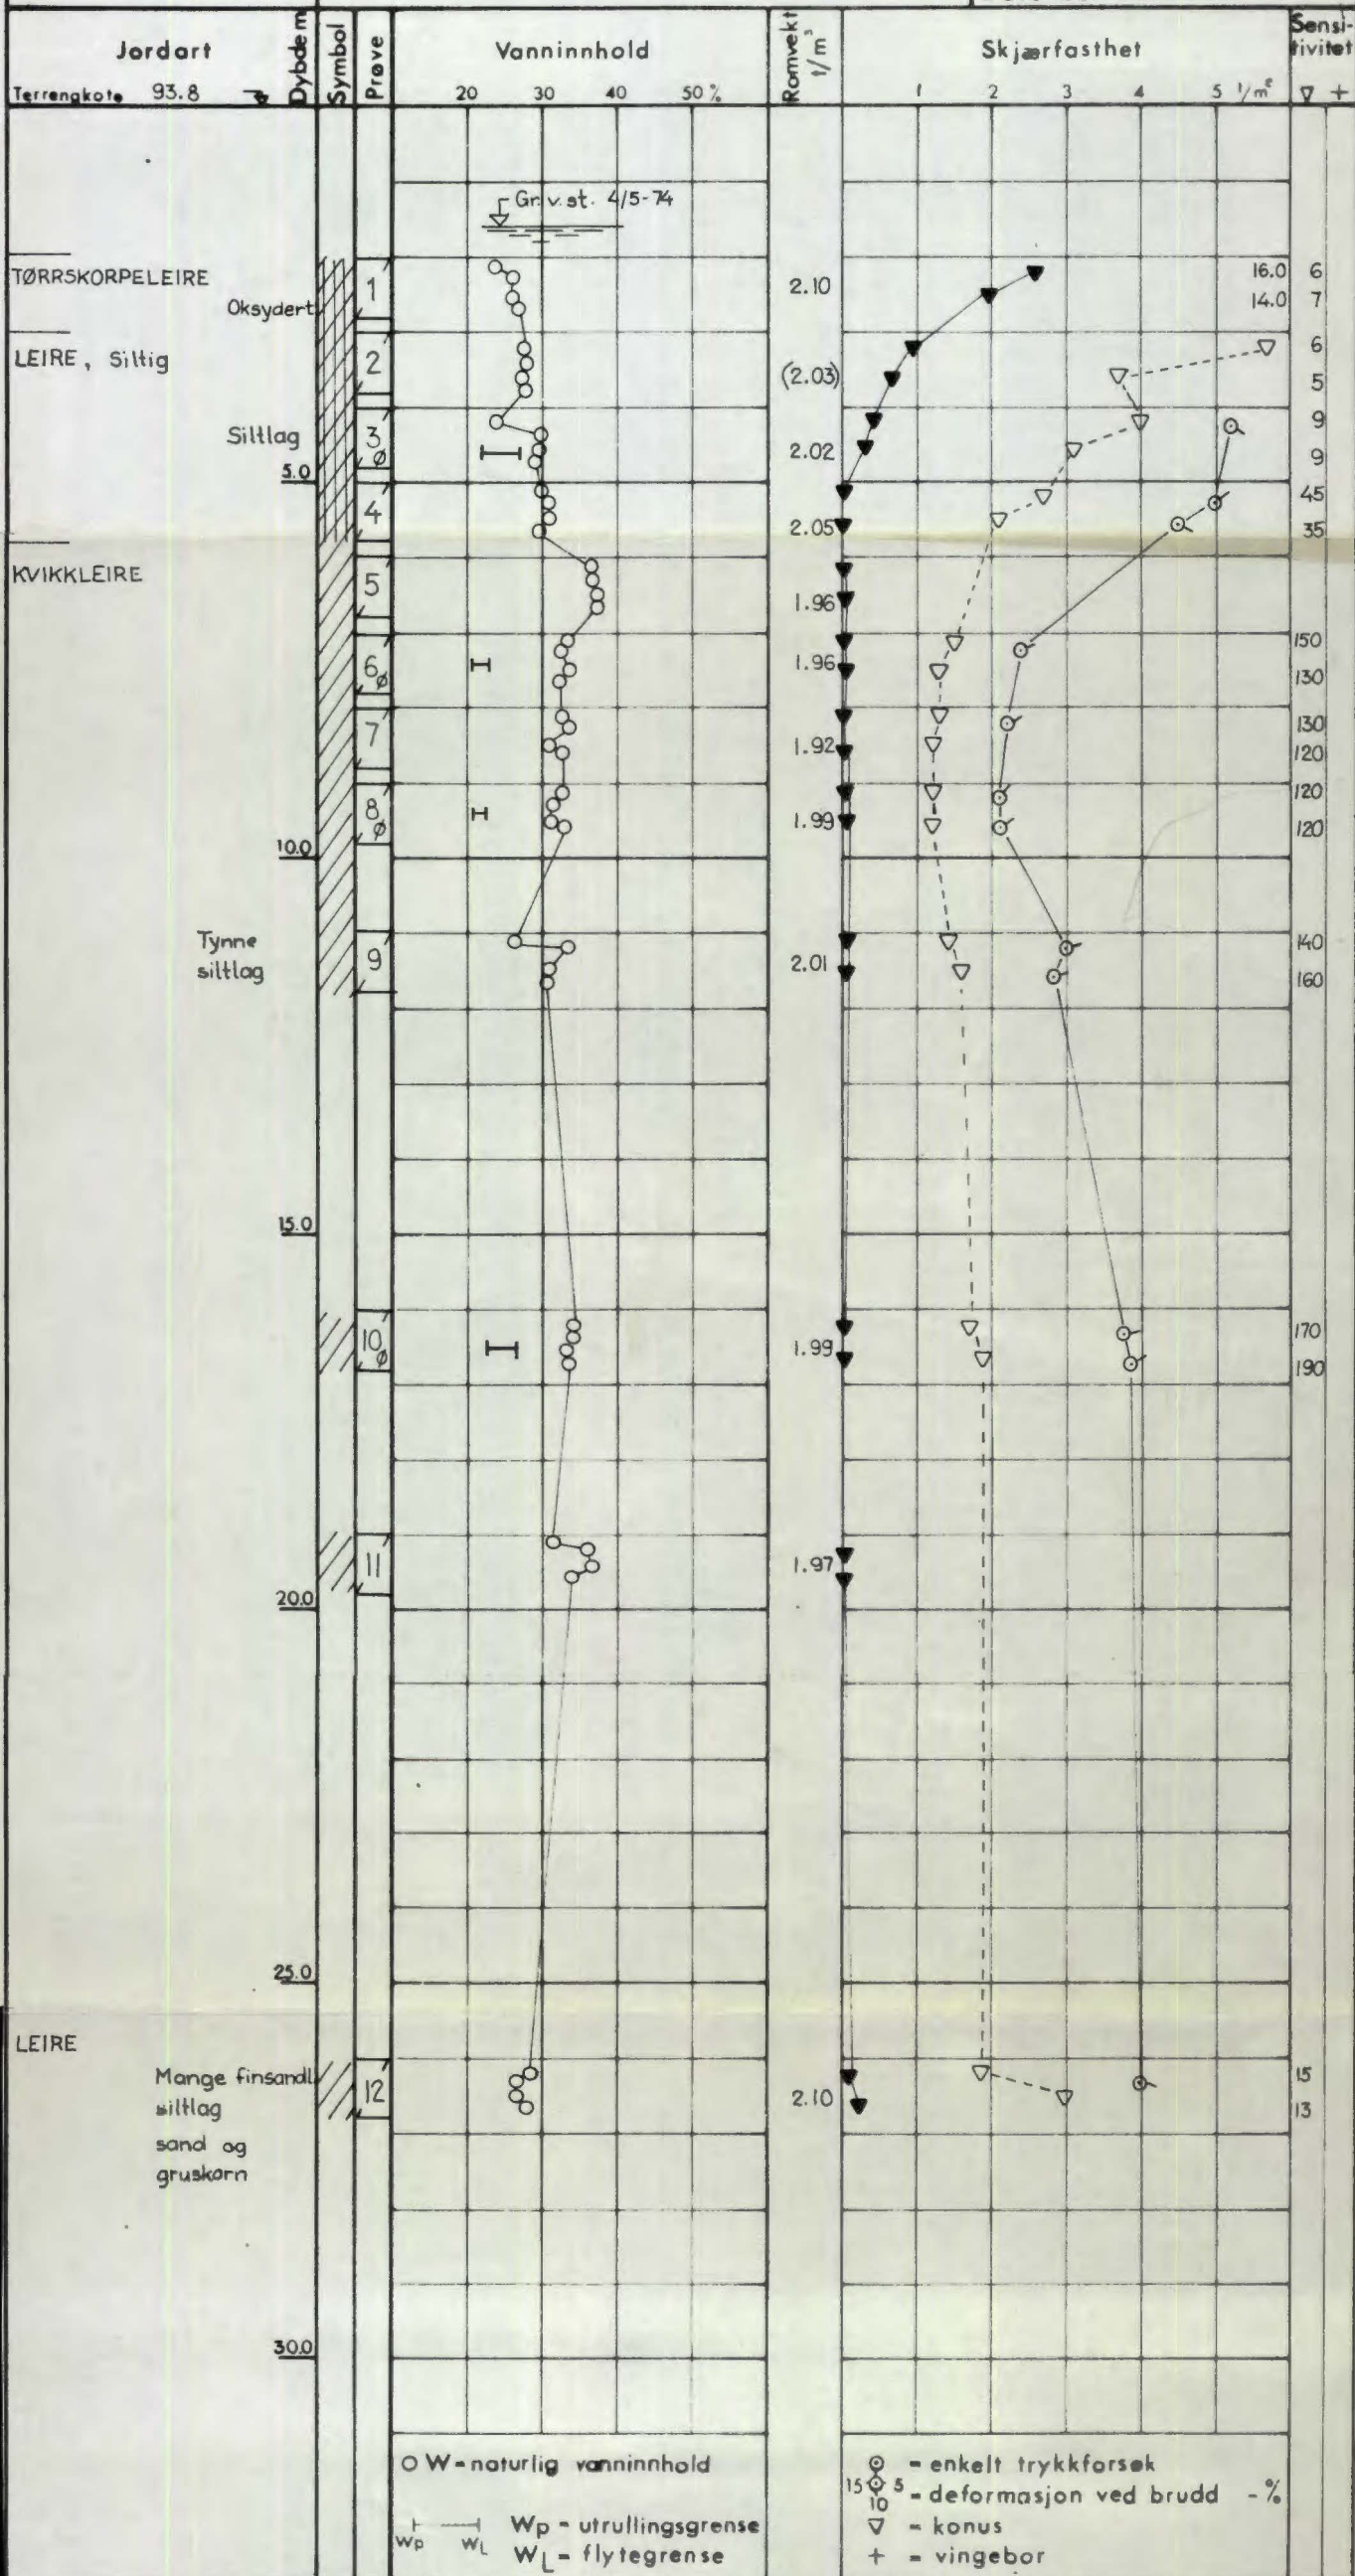 Jordart
Terrengkote 93.8
Dybde m
Symbol
Prøve
Vanninnhold
20 30 40 50 %
Romvekt t/m³
Skjærfasthet
1 2 3 4 5 t/m²
Sensi-
tivitet
▽ +
Gr.v.st. 4/5-74
TØRRSKORPELEIRE
1 2.10 16.0 6
Oksydert
14.0 7
LEIRE, Siltig
2 (2.03) 6
5
Siltlag
3 ø 2.02 9
9
5.0
4 2.05 45
35
KVIKKLEIRE
5 1.96
6 ø 1.96 150
130
7 1.92 130
120
8 ø 1.99 120
120
10.0
Tynne
siltlag
9 2.01 140
160
15.0
10 ø 1.99 170
190
11 1.97
20.0
25.0
LEIRE
Mange finsandl.
siltlag
sand og
gruskorn
12 2.10 15
13
30.0
O W = naturlig vanninnhold
Wp WL Wp = utrullingsgrense
WL = flytegrense
= enkelt trykkforsøk
15 5
10 = deformasjon ved brudd - %
▽ = konus
+ = vingebor